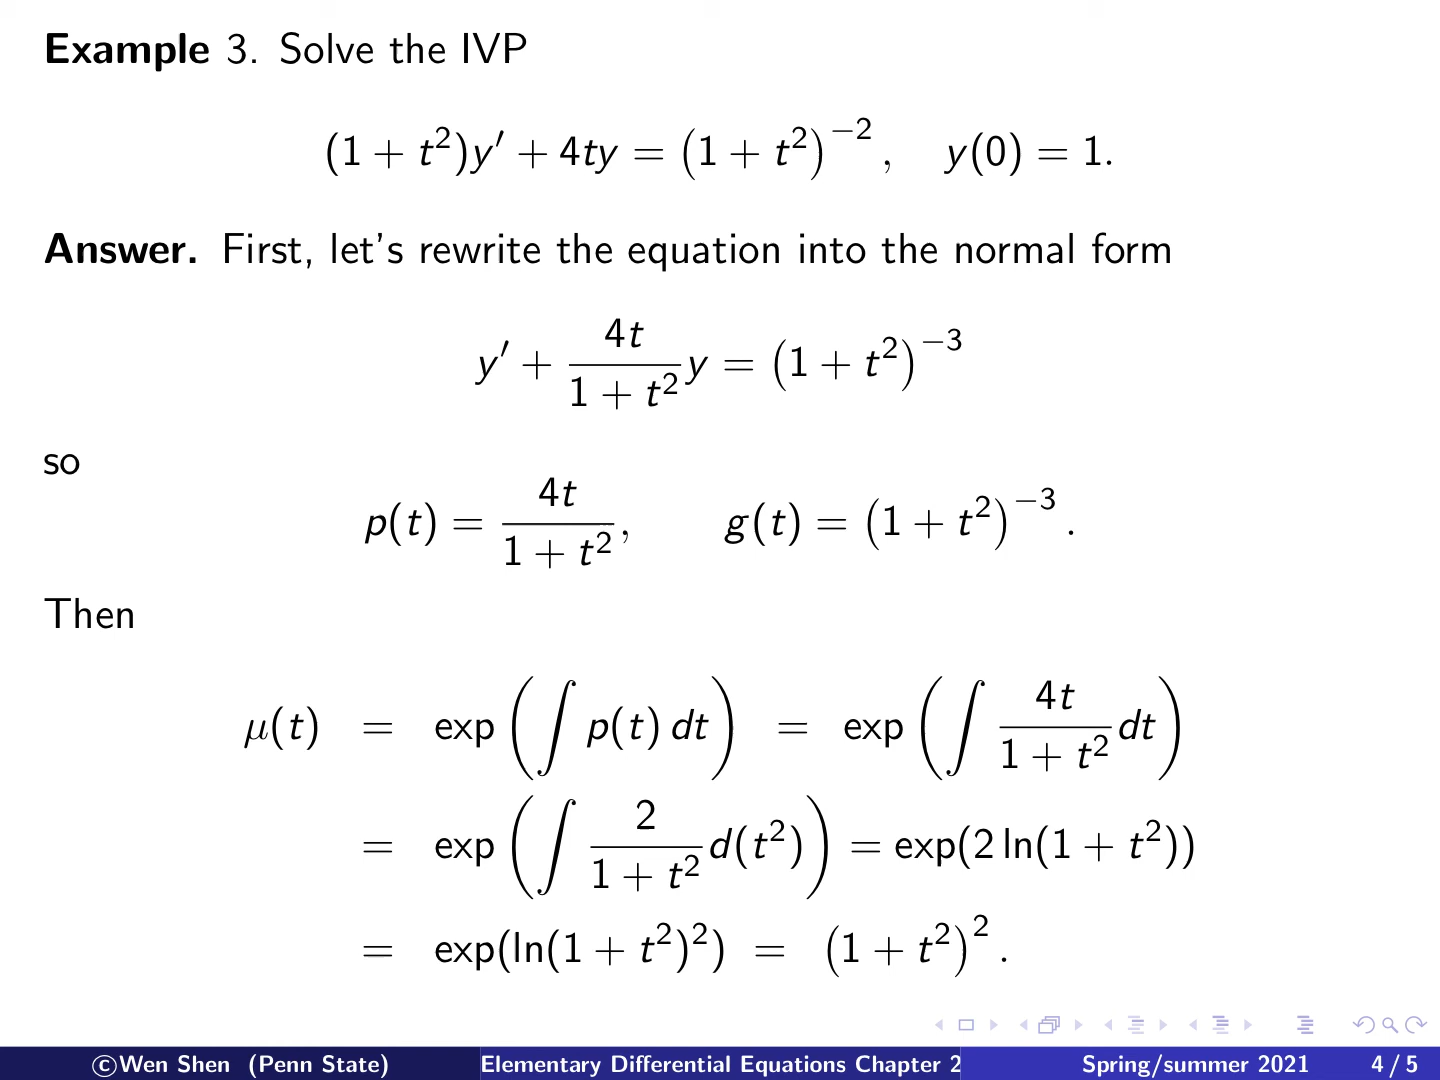 Example 3. Solve the IVP
(1 + t²)y′ + 4ty = (1 + t²)⁻², y(0) = 1.
Answer. First, let's rewrite the equation into the normal form
y′ + \frac{4t}{1 + t²} y = (1 + t²)⁻³
so
p(t) = \frac{4t}{1 + t²}, g(t) = (1 + t²)⁻³.
Then
μ(t) = exp(∫ p(t) dt) = exp(∫ \frac{4t}{1 + t²} dt)
= exp(∫ \frac{2}{1 + t²} d(t²)) = exp(2 ln(1 + t²))
= exp(ln(1 + t²)²) = (1 + t²)².
©Wen Shen (Penn State) Elementary Differential Equations Chapter 2 Spring/summer 2021 4 / 5